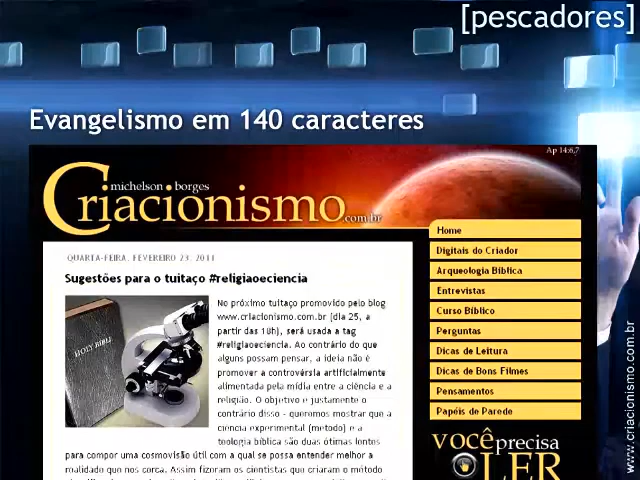 [pescadores]
Evangelismo em 140 caracteres
Ap 14:6,7
michelson borges
Criacionismo.com.br
Home
Digitais do Criador
Arqueologia Bíblica
Entrevistas
Curso Bíblico
Perguntas
Dicas de Leitura
Dicas de Bons Filmes
Pensamentos
Papéis de Parede
QUARTA-FEIRA, FEVEREIRO 23, 2011
Sugestões para o tuitaço #religiaoeciencia
HOLY BIBLE
No próximo tuitaço promovido pelo blog
www.criacionismo.com.br (dia 25, a
partir das 18h), será usada a tag
#religiaoeciencia. Ao contrário do que
alguns possam pensar, a ideia não é
promover a controvérsia artificialmente
alimentada pela mídia entre a ciência e a
religião. O objetivo é justamente o
contrário disso - queremos mostrar que a
ciência experimental (método) e a
teologia bíblica são duas ótimas fontes
para compor uma cosmovisão útil com a qual se possa entender melhor a
realidade que nos cerca. Assim fizeram os cientistas que criaram o método
você precisa
LER
www.criacionismo.com.br